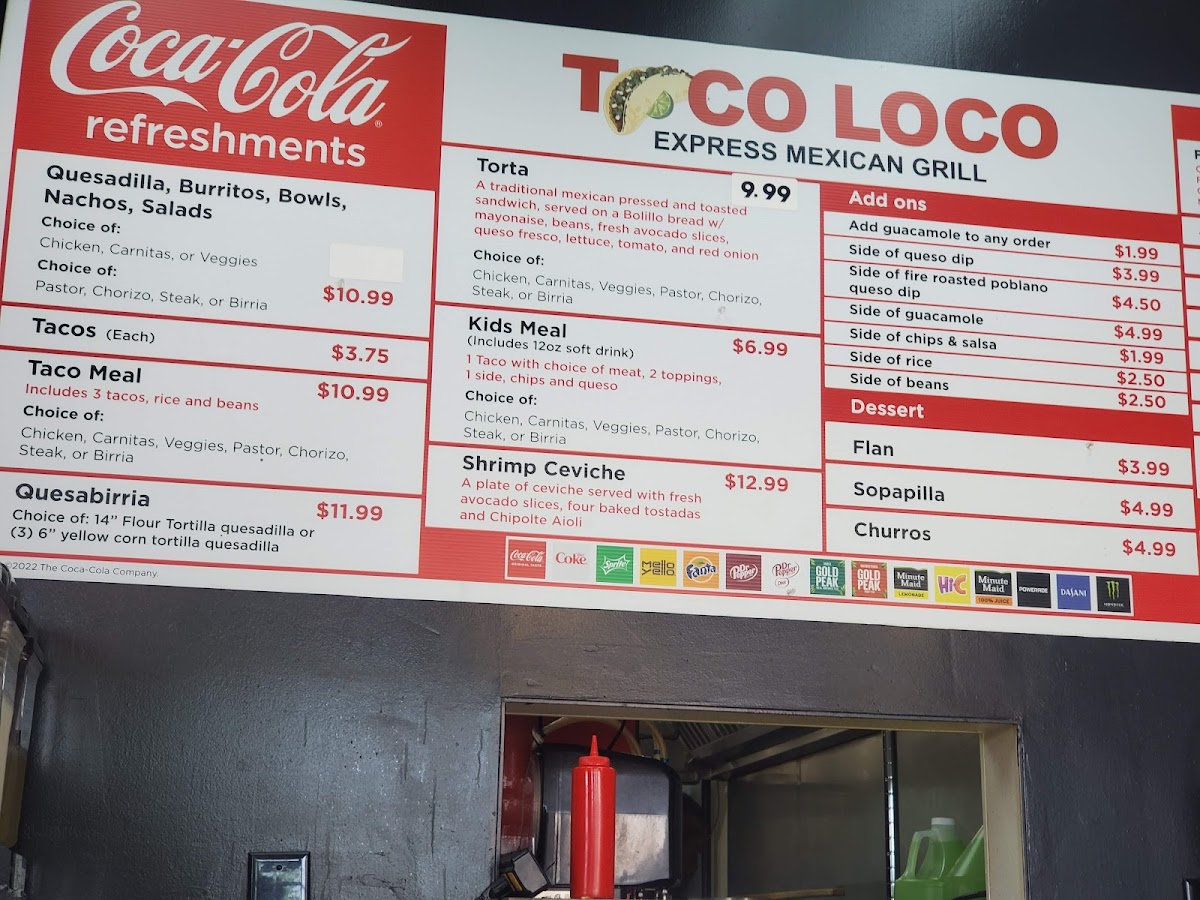 Coca-Cola
refreshments
Quesadilla, Burritos, Bowls,
Nachos, Salads
Choice of:
Chicken, Carnitas, or Veggies
Choice of:
Pastor, Chorizo, Steak, or Birria
$10.99
Tacos (Each)
$3.75
Taco Meal
$10.99
Includes 3 tacos, rice and beans
Choice of:
Chicken, Carnitas, Veggies, Pastor, Chorizo,
Steak, or Birria
Quesabirria
$11.99
Choice of: 14” Flour Tortilla quesadilla or
(3) 6” yellow corn tortilla quesadilla
©2022 The Coca-Cola Company.
TACO LOCO
EXPRESS MEXICAN GRILL
Torta
9.99
A traditional mexican pressed and toasted
sandwich, served on a Bolillo bread w/
mayonaise, beans, fresh avocado slices,
queso fresco, lettuce, tomato, and red onion
Choice of:
Chicken, Carnitas, Veggies, Pastor, Chorizo,
Steak, or Birria
Kids Meal
(Includes 12oz soft drink)
$6.99
1 Taco with choice of meat, 2 toppings,
1 side, chips and queso
Choice of:
Chicken, Carnitas, Veggies, Pastor, Chorizo,
Steak, or Birria
Shrimp Ceviche
$12.99
A plate of ceviche served with fresh
avocado slices, four baked tostadas
and Chipolte Aioli
Add ons
Add guacamole to any order $1.99
Side of queso dip $3.99
Side of fire roasted poblano
queso dip $4.50
Side of guacamole $4.99
Side of chips & salsa $1.99
Side of rice $2.50
Side of beans $2.50
Dessert
Flan $3.99
Sopapilla $4.99
Churros $4.99
Coca-Cola
Coke
Sprite
mello yello
Fanta
Dr Pepper
Dr Pepper
GOLD PEAK
GOLD PEAK
Minute Maid LEMONADE
Hi-C
Minute Maid 100% JUICE
POWERADE
DASANI
MONSTER